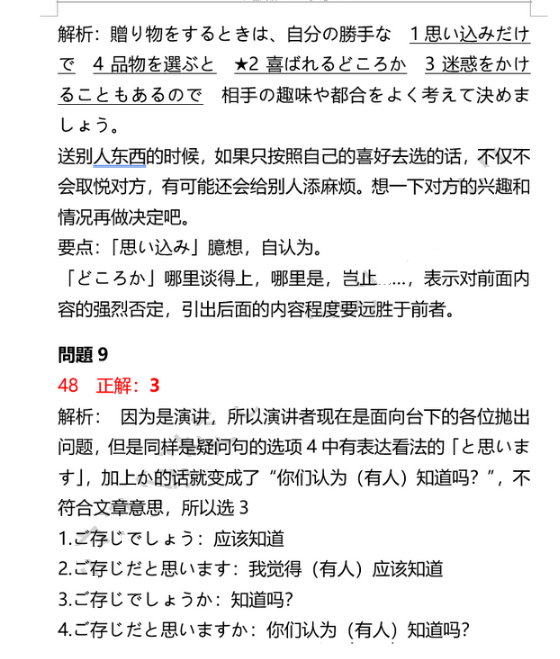 解析：贈り物をするときは、自分の勝手な　1 思い込みだけ
で　4 品物を選ぶと　★2 喜ばれるどころか　3 迷惑をかけ
ることもあるので　相手の趣味や都合をよく考えて決めま
しょう。
送别人东西的时候，如果只按照自己的喜好去选的话，不仅不
会取悦对方，有可能还会给别人添麻烦。想一下对方的兴趣和
情况再做决定吧。
要点：「思い込み」臆想，自认为。
「どころか」哪里谈得上，哪里是，岂止……，表示对前面内
容的强烈否定，引出后面的内容程度要远胜于前者。
問題 9
48　正解：3
解析：　因为是演讲，所以演讲者现在是面向台下的各位抛出
问题，但是同样是疑问句的选项 4 中有表达看法的「と思いま
す」，加上か的话就变成了“你们认为（有人）知道吗？”，不
符合文章意思，所以选 3
1.ご存じでしょう：应该知道
2.ご存じだと思います：我觉得（有人）应该知道
3.ご存じでしょうか：知道吗？
4.ご存じだと思いますか：你们认为（有人）知道吗？